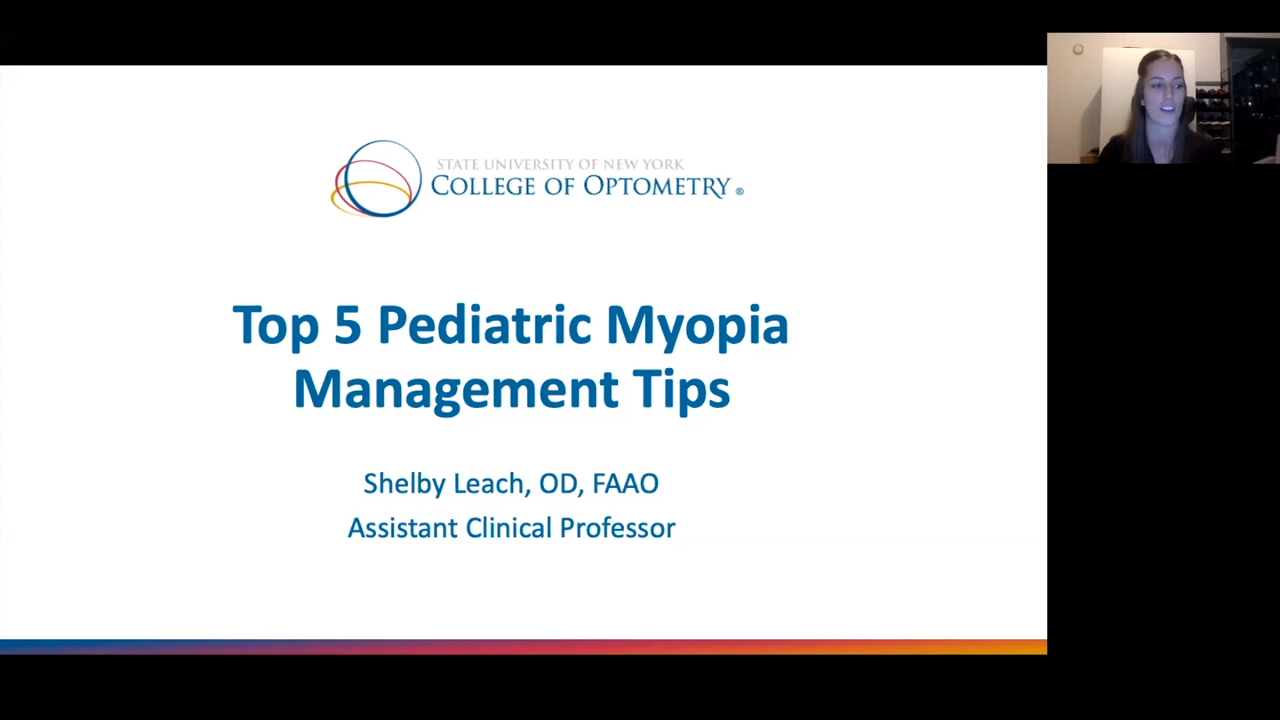 STATE UNIVERSITY OF NEW YORK
COLLEGE OF OPTOMETRY ®
Top 5 Pediatric Myopia
Management Tips
Shelby Leach, OD, FAAO
Assistant Clinical Professor